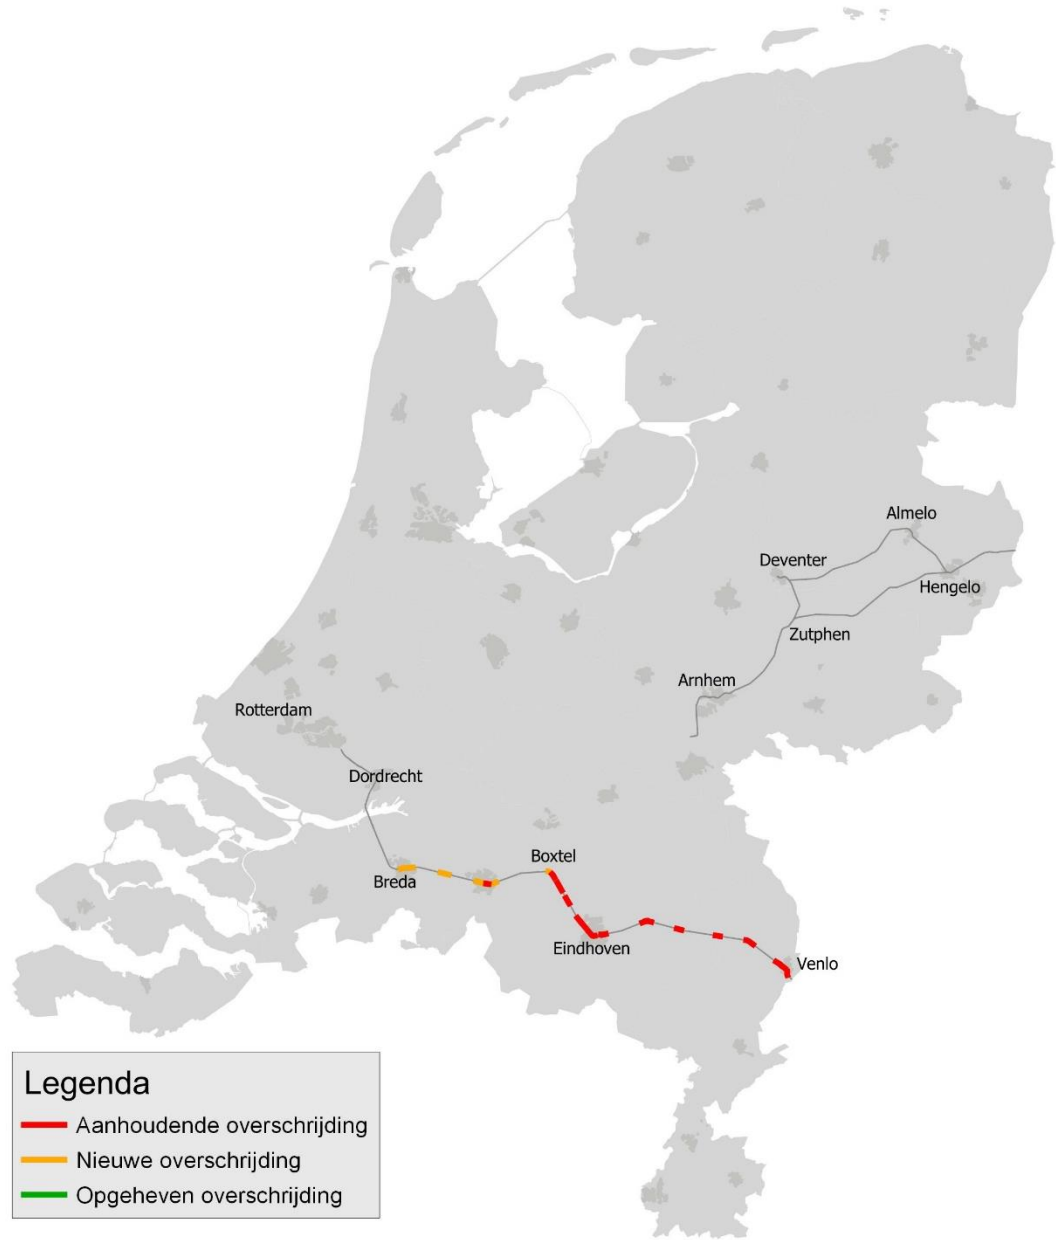 Almelo
Deventer
Hengelo
Zutphen
Arnhem
Rotterdam
Dordrecht
Boxtel
Breda
Eindhoven
Venlo
Legenda
Aanhoudende overschrijding
Nieuwe overschrijding
Opgeheven overschrijding